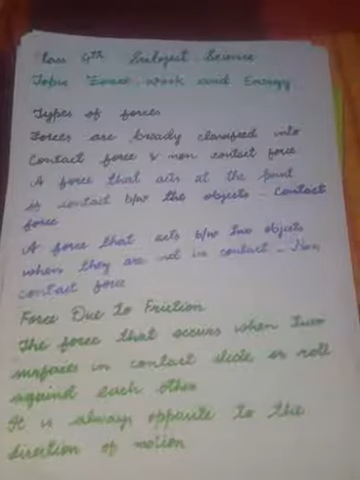 Class 9th Subject Science
Topic Force, work and Energy
Types of forces
Forces are broadly classified into
Contact force & non contact force
A force that acts at the point
is contact b/w the objects - Contact
force
A force that acts b/w two objects
when they are not in contact - Non
contact force
Force Due To Friction
The force that occurs when two
surfaces in contact slide or roll
against each other
It is always opposite to the
direction of motion